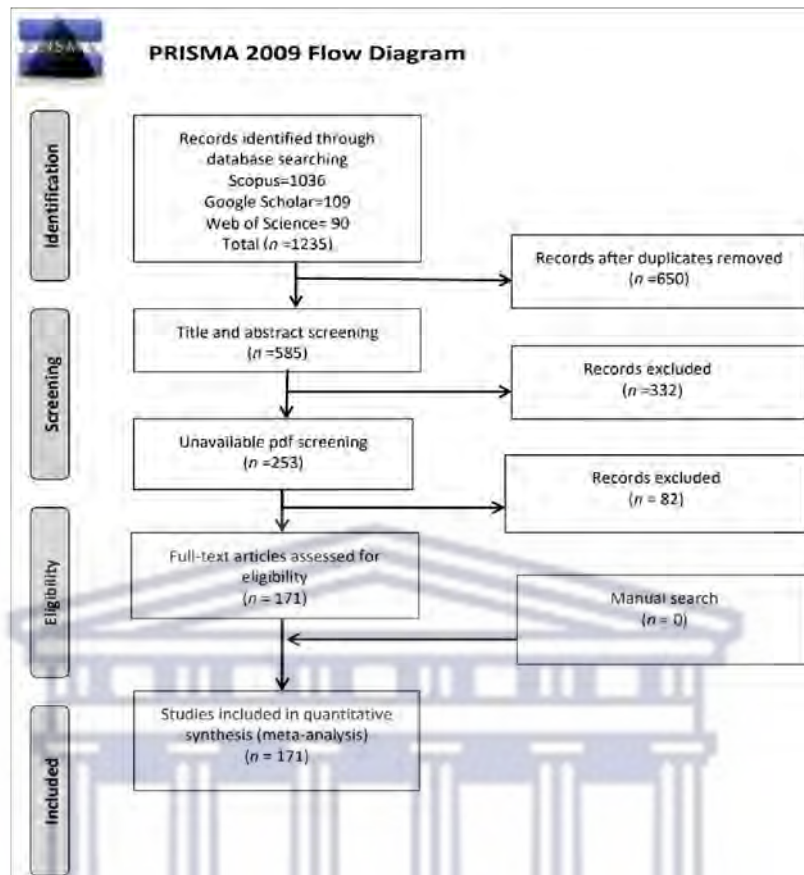 PRISMA 2009 Flow Diagram
Identification
Records identified through
database searching
Scopus=1036
Google Scholar=109
Web of Science= 90
Total (n =1235)
Records after duplicates removed
(n =650)
Screening
Title and abstract screening
(n =585)
Records excluded
(n =332)
Unavailable pdf screening
(n =253)
Records excluded
(n = 82)
Eligibility
Full-text articles assessed for
eligibility
(n = 171)
Manual search
(n = 0)
Included
Studies included in quantitative
synthesis (meta-analysis)
(n = 171)